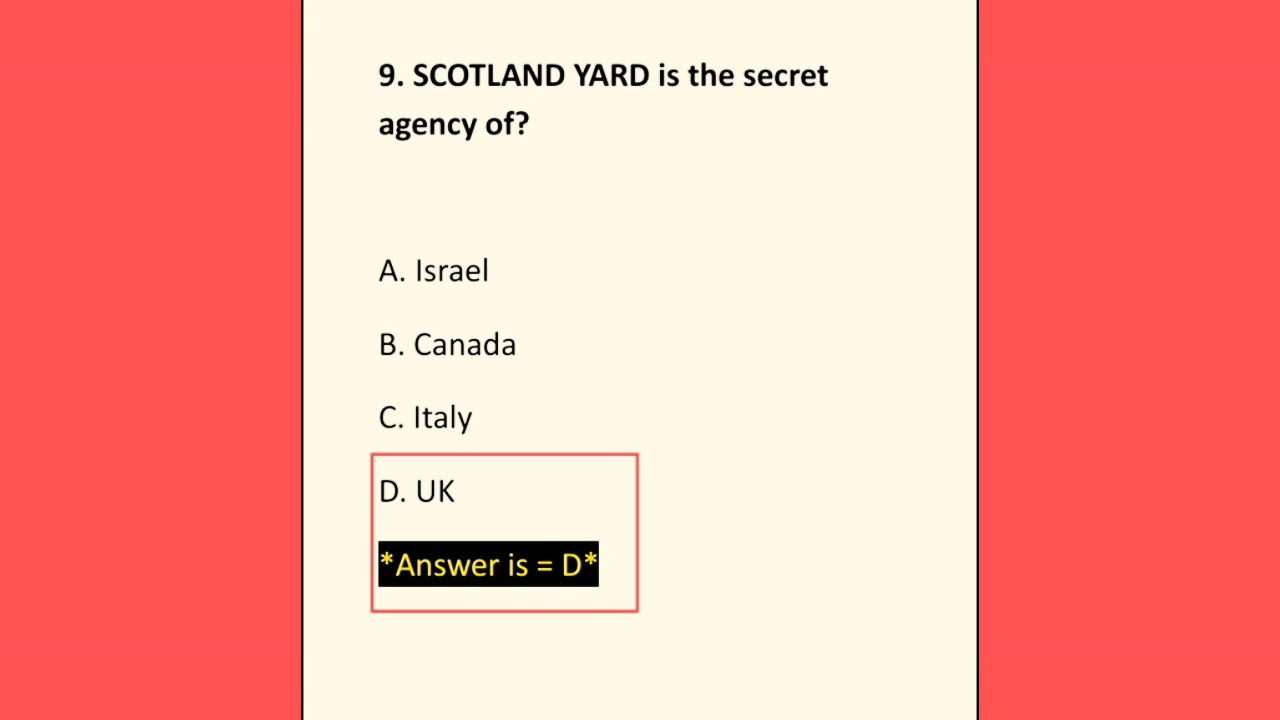 9. SCOTLAND YARD is the secret
agency of?
A. Israel
B. Canada
C. Italy
D. UK
*Answer is = D*